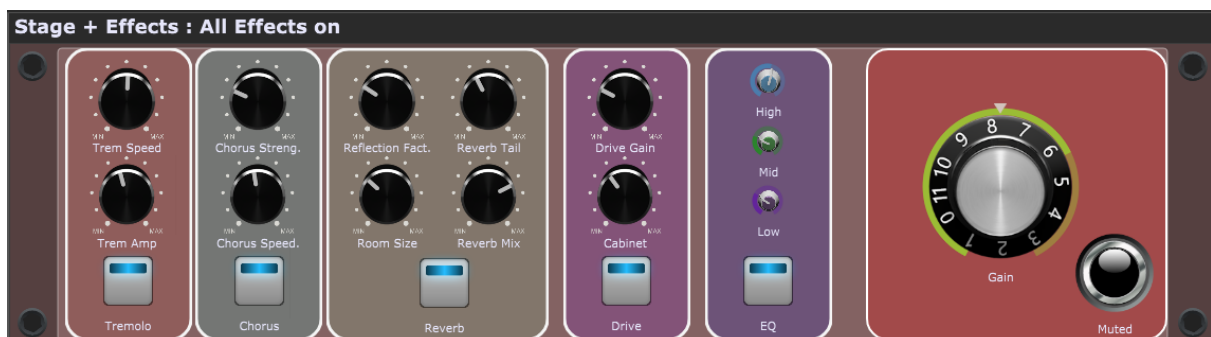 Stage + Effects : All Effects on
MIN MAX
Trem Speed
MIN MAX
Trem Amp
Tremolo
MIN MAX
Chorus Streng.
MIN MAX
Chorus Speed.
Chorus
MIN MAX
Reflection Fact.
MIN MAX
Reverb Tail
MIN MAX
Room Size
MIN MAX
Reverb Mix
Reverb
MIN MAX
Drive Gain
MIN MAX
Cabinet
Drive
High
Mid
Low
EQ
0 11 10 9 8 7 6 5 4 3 2 1
Gain
Muted